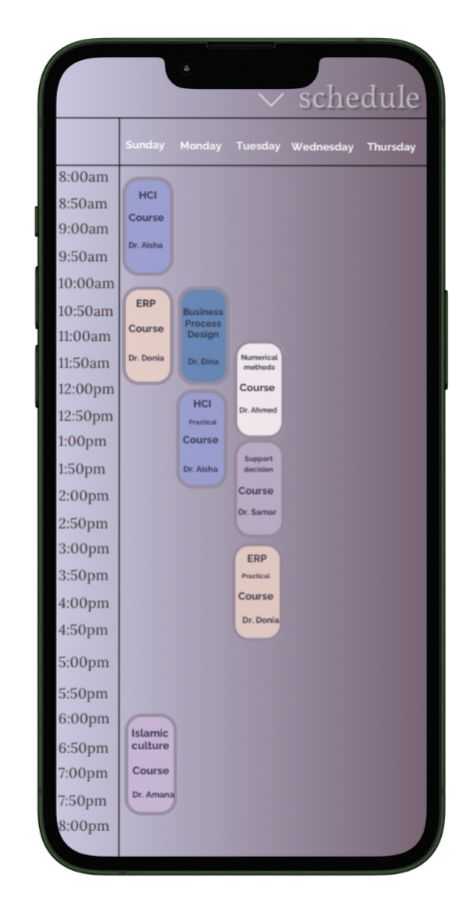 schedule
Sunday Monday Tuesday Wednesday Thursday
8:00am
8:50am
9:00am
9:50am
10:00am
10:50am
11:00am
11:50am
12:00pm
12:50pm
1:00pm
1:50pm
2:00pm
2:50pm
3:00pm
3:50pm
4:00pm
4:50pm
5:00pm
5:50pm
6:00pm
6:50pm
7:00pm
7:50pm
8:00pm
HCI
Course
Dr. Aisha
ERP
Course
Dr. Donia
Islamic
culture
Course
Dr. Amana
Business
Process
Design
Dr. Dina
HCI
Practical
Course
Dr. Aisha
Numerical
methods
Course
Dr. Ahmed
Support
decision
Course
Dr. Samar
ERP
Practical
Course
Dr. Donia